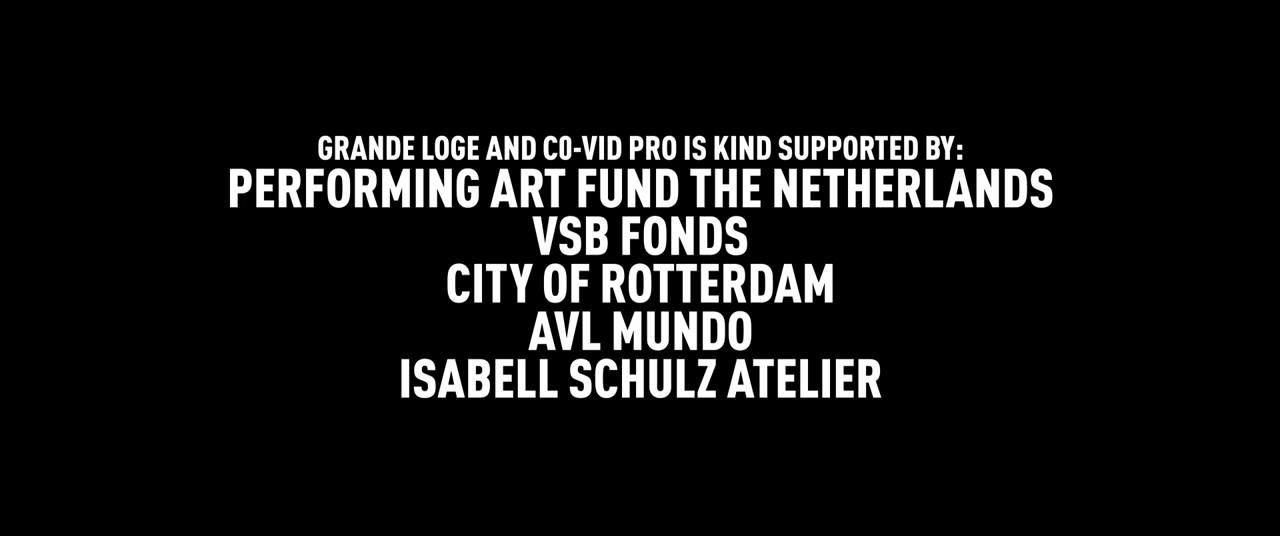 GRANDE LOGE AND CO-VID PRO IS KIND SUPPORTED BY:
PERFORMING ART FUND THE NETHERLANDS
VSB FONDS
CITY OF ROTTERDAM
AVL MUNDO
ISABELL SCHULZ ATELIER